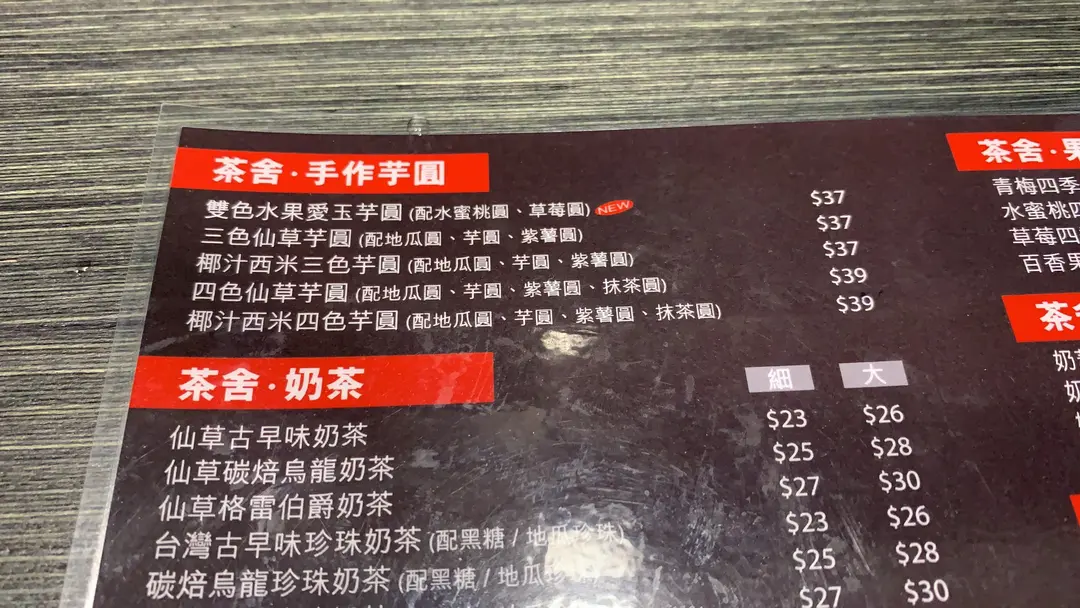 茶舍·手作芋圓
雙色水果愛玉芋圓 (配水蜜桃圓、草莓圓) NEW $37
三色仙草芋圓 (配地瓜圓、芋圓、紫薯圓) $37
椰汁西米三色芋圓 (配地瓜圓、芋圓、紫薯圓) $37
四色仙草芋圓 (配地瓜圓、芋圓、紫薯圓、抹茶圓) $39
椰汁西米四色芋圓 (配地瓜圓、芋圓、紫薯圓、抹茶圓) $39
茶舍·奶茶 細 大
仙草古早味奶茶 $23 $26
仙草碳焙烏龍奶茶 $25 $28
仙草格雷伯爵奶茶 $27 $30
台灣古早味珍珠奶茶 (配黑糖 / 地瓜珍珠) $23 $26
碳焙烏龍珍珠奶茶 (配黑糖 / 地瓜珍珠) $25 $28
$27 $30
茶舍·果
青梅四季
水蜜桃四
草莓四
百香果
茶
奶
奶